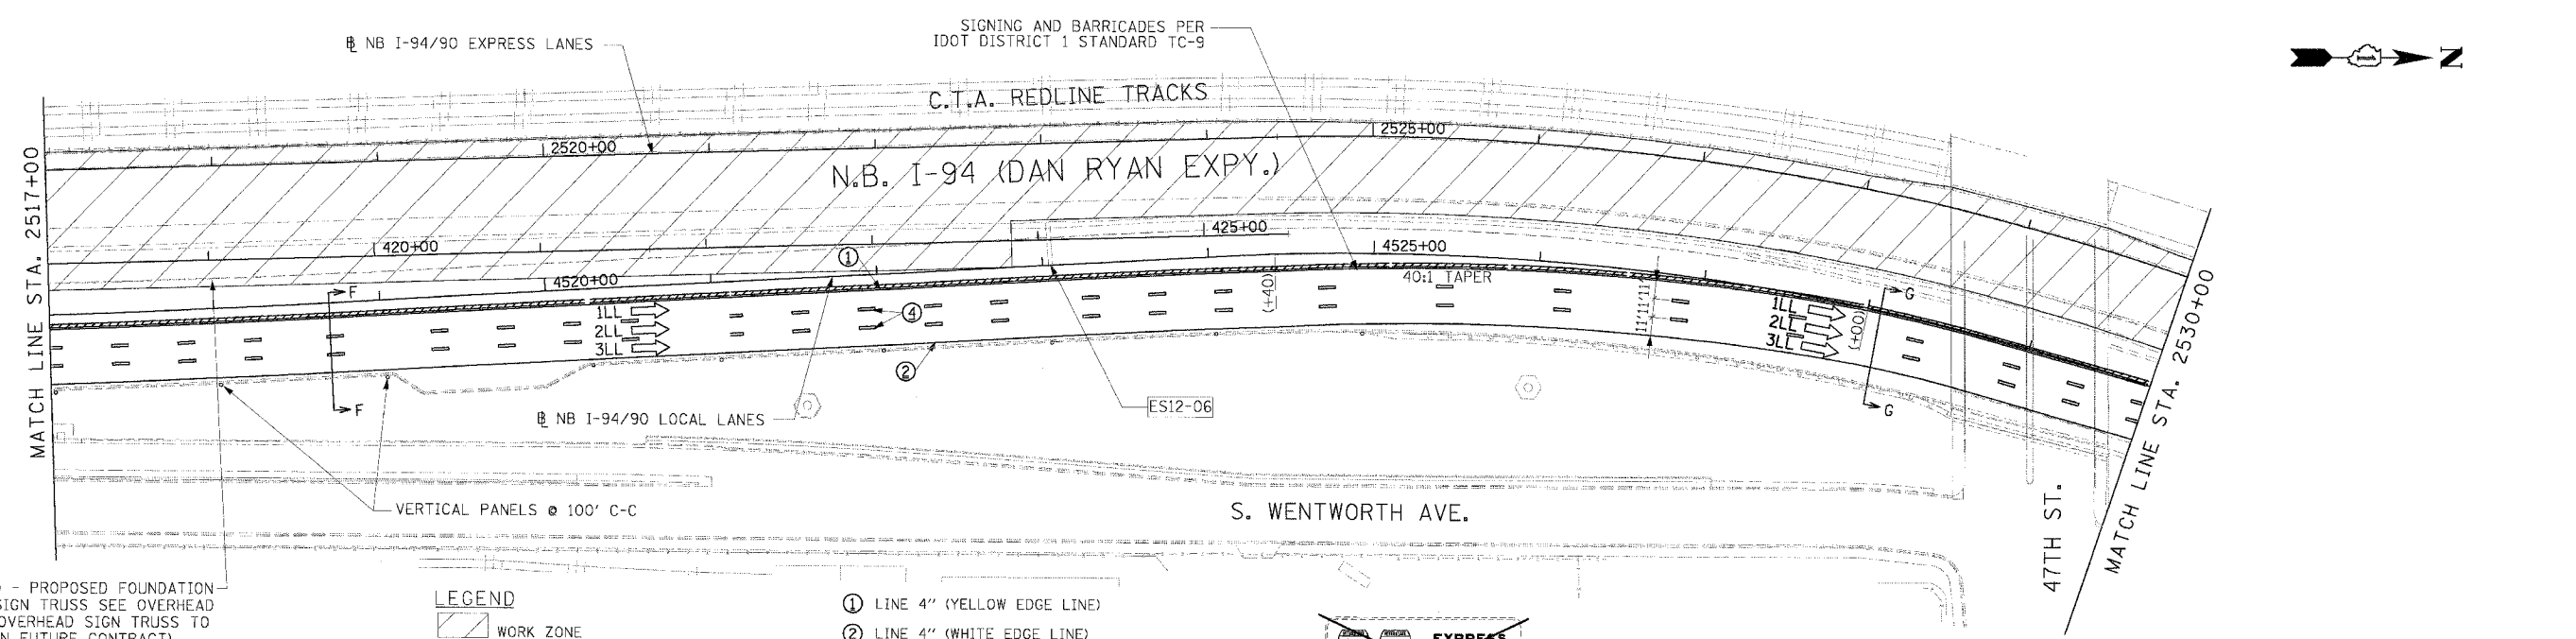 SIGNING AND BARRICADES PER
IDOT DISTRICT 1 STANDARD TC-9
℄ NB I-94/90 EXPRESS LANES
N
C.T.A. REDLINE TRACKS
2520+00
2525+00
N.B. I-94 (DAN RYAN EXPY.)
MATCH LINE STA. 2517+00
420+00
425+00
4525+00
1
4520+00
40:1 TAPER
(+40)
11'11'11'
F
G
1LL
2LL
3LL
4
1LL
2LL
3LL
(+00)
2
F
G
ES12-06
℄ NB I-94/90 LOCAL LANES
MATCH LINE STA. 2530+00
VERTICAL PANELS @ 100' C-C
S. WENTWORTH AVE.
47TH ST.
- PROPOSED FOUNDATION
SIGN TRUSS SEE OVERHEAD
OVERHEAD SIGN TRUSS TO
FUTURE CONTRACT)
LEGEND
WORK ZONE
1 LINE 4" (YELLOW EDGE LINE)
2 LINE 4" (WHITE EDGE LINE)
EXPRESS